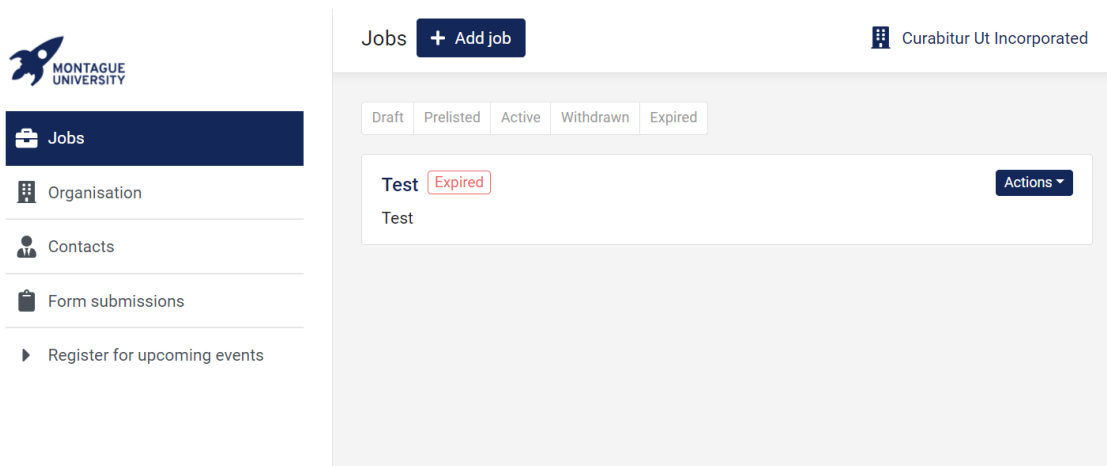 MONTAGUE
UNIVERSITY
Jobs
Organisation
Contacts
Form submissions
Register for upcoming events
Jobs + Add job
Curabitur Ut Incorporated
Draft Prelisted Active Withdrawn Expired
Test Expired
Actions
Test